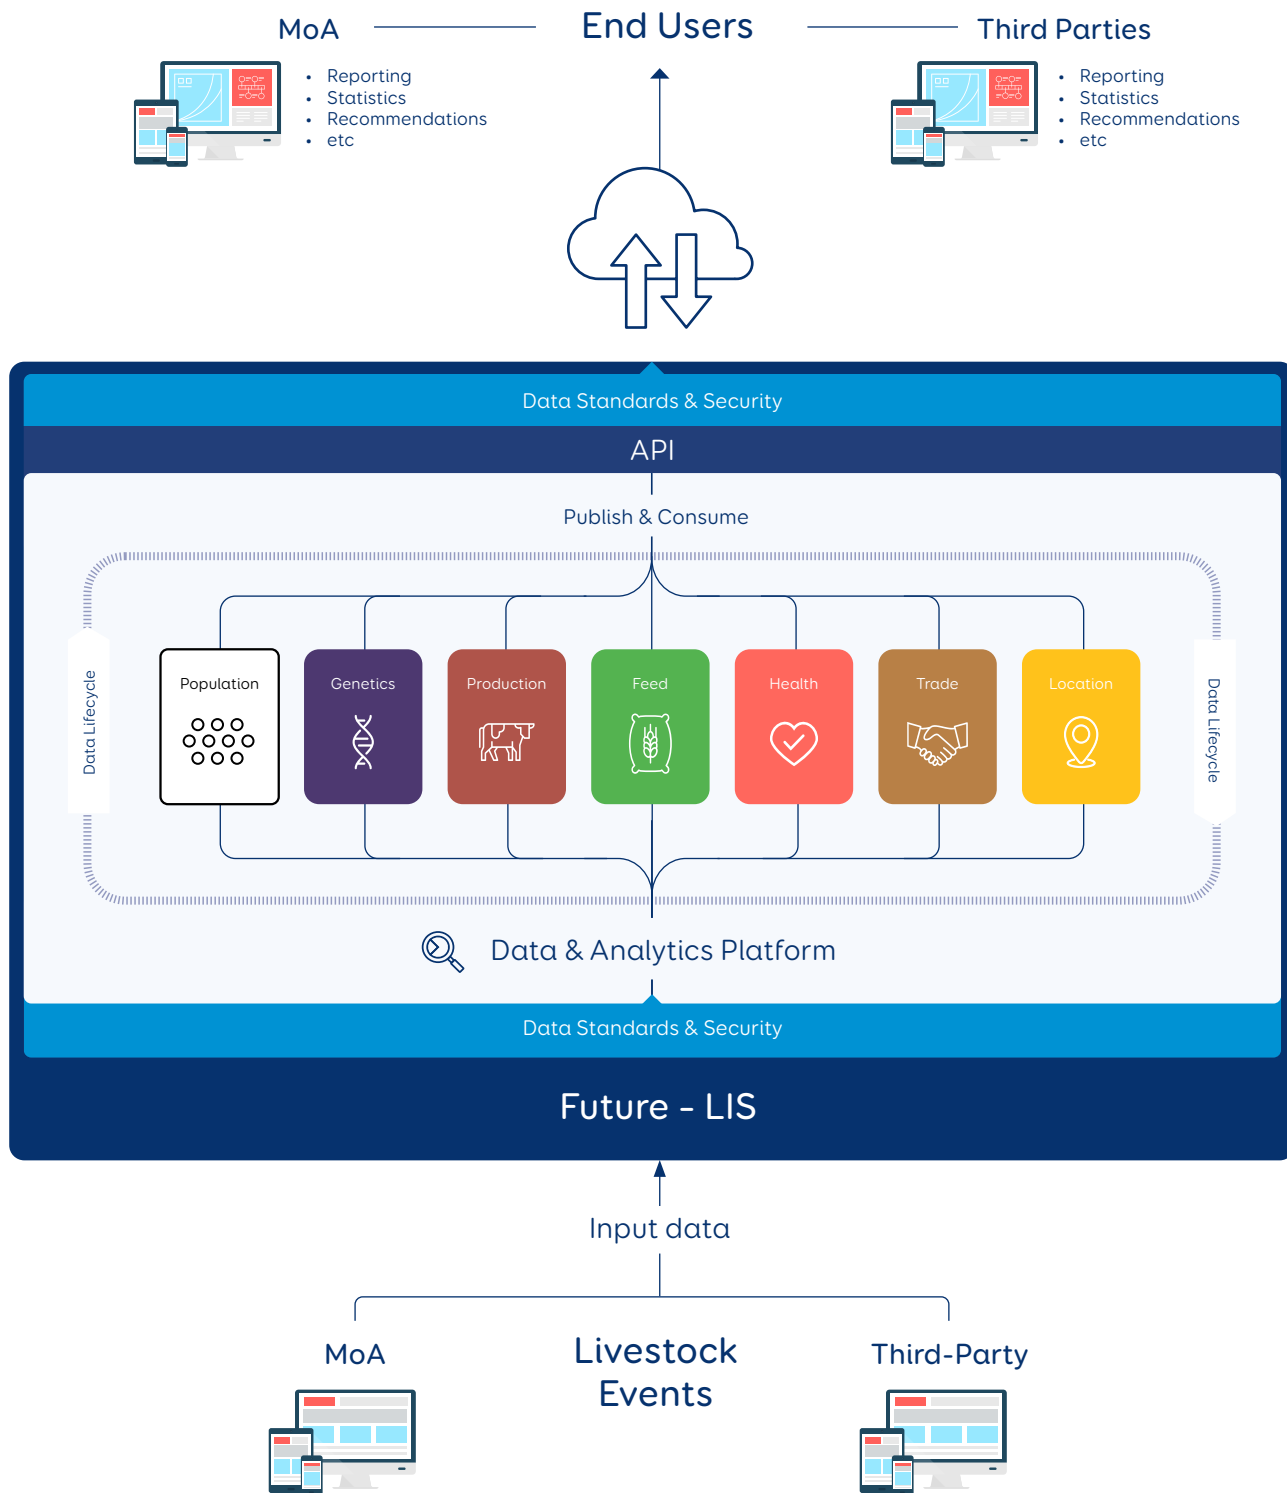 MoA
End Users
Third Parties
• Reporting
• Statistics
• Recommendations
• etc
• Reporting
• Statistics
• Recommendations
• etc
Data Standards & Security
API
Publish & Consume
Data Lifecycle
Population
Genetics
Production
Feed
Health
Trade
Location
Data Lifecycle
Data & Analytics Platform
Data Standards & Security
Future – LIS
Input data
MoA
Livestock
Events
Third-Party